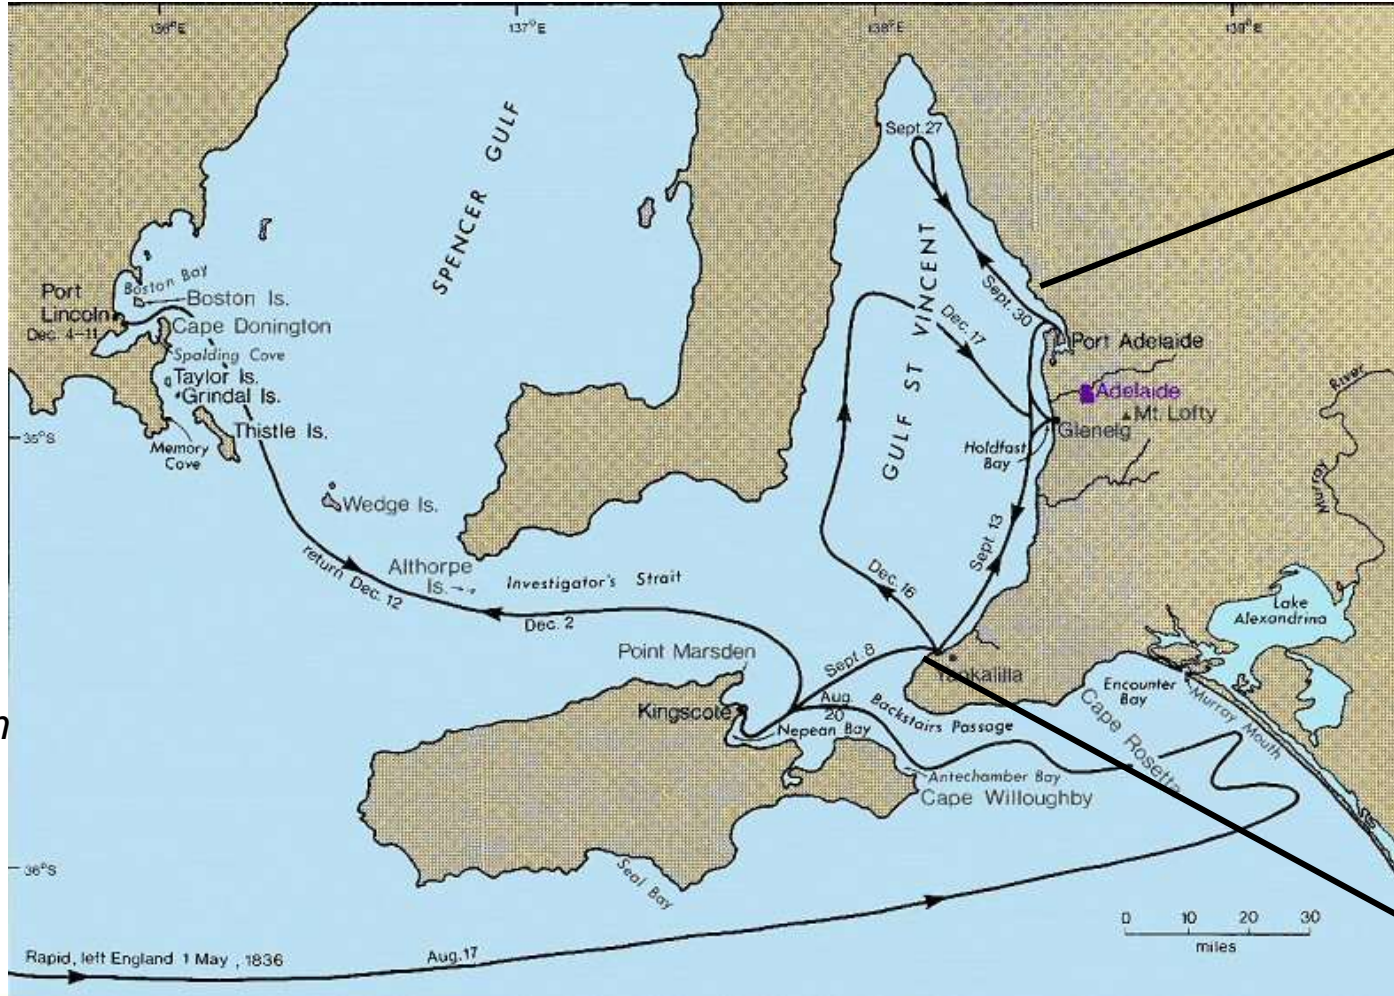 136°E
137°E
138°E
139°E
Sept.27
SPENCER GULF
GULF ST VINCENT
Sept. 30
Dec. 17
Boston Bay
Boston Is.
Port
Lincoln
Dec. 4-11
Cape Donington
Spalding Cove
Taylor Is.
Grindal Is.
Thistle Is.
Memory
Cove
35°S
Wedge Is.
Port Adelaide
Adelaide
Mt. Lofty
Glenelg
Holdfast
Bay
River
Murray
Sept 13
return Dec. 12
Althorpe
Is.
Investigator's Strait
Dec. 2
Dec. 16
Lake
Alexandrina
Point Marsden
Sept. 8
Yankalilla
Kingscote
Aug.
20
Backstairs Passage
Nepean Bay
Encounter
Bay
Murray Mouth
Cape Rosetta
Antechamber Bay
Cape Willoughby
36°S
Seal Bay
0 10 20 30
miles
Rapid, left England 1 May, 1836
Aug.17